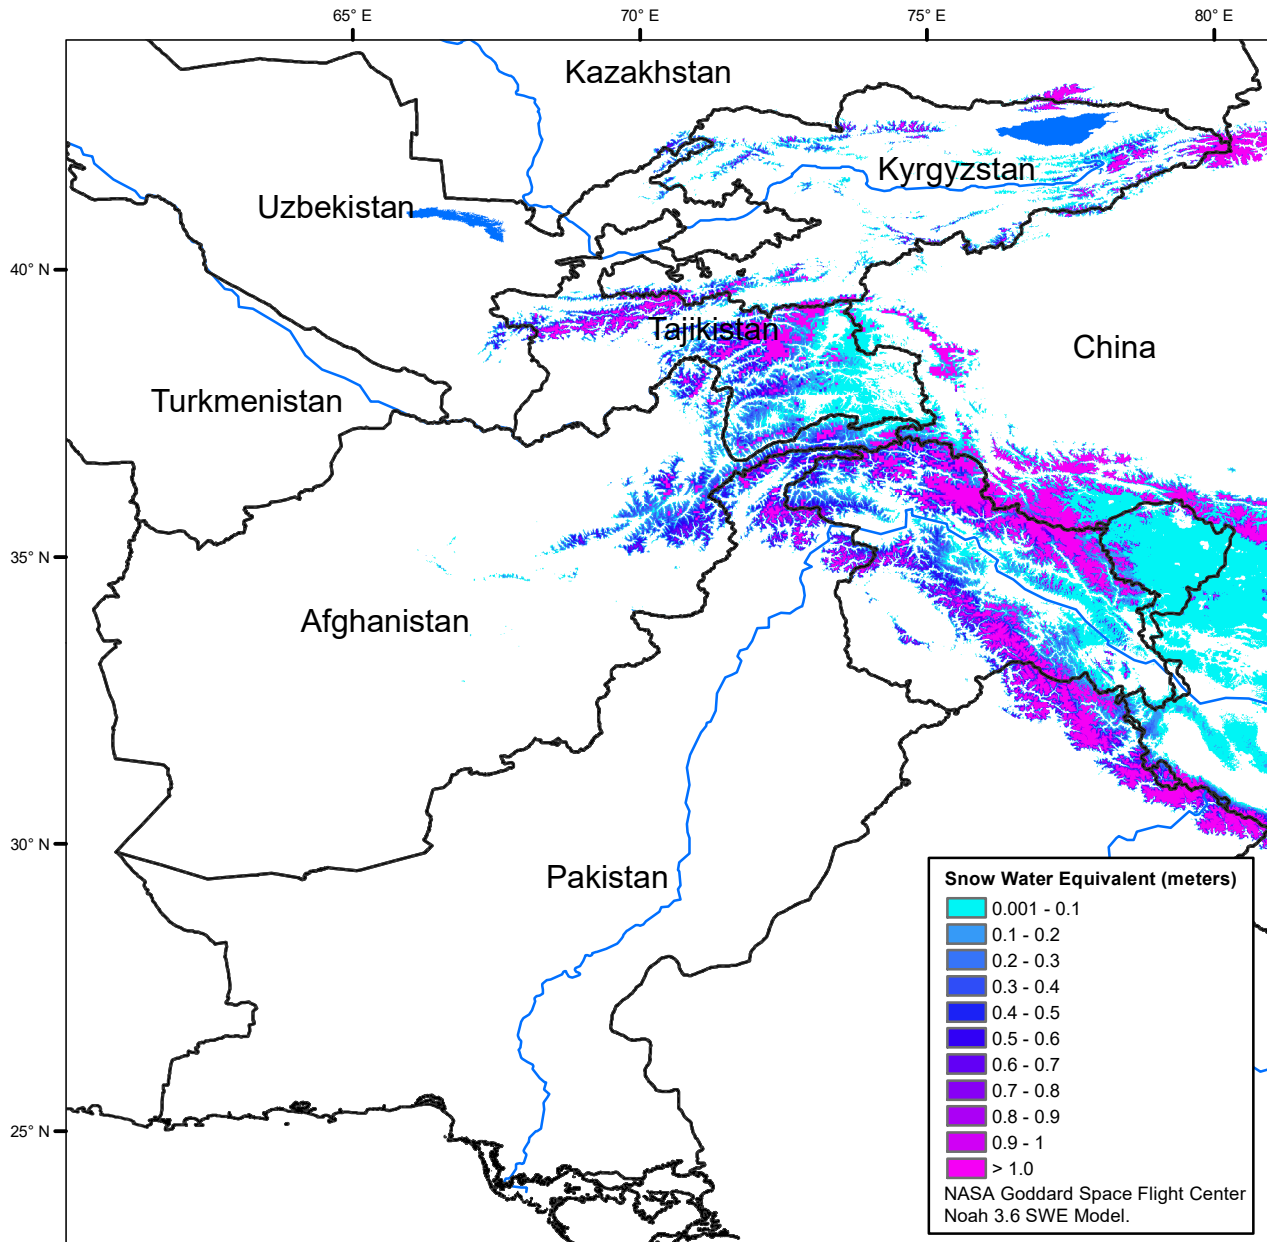 65° E
70° E
75° E
80° E
Kazakhstan
Kyrgyzstan
Uzbekistan
40° N
Tajikistan
China
Turkmenistan
35° N
Afghanistan
30° N
Pakistan
25° N
Snow Water Equivalent (meters)
0.001 - 0.1
0.1 - 0.2
0.2 - 0.3
0.3 - 0.4
0.4 - 0.5
0.5 - 0.6
0.6 - 0.7
0.7 - 0.8
0.8 - 0.9
0.9 - 1
> 1.0
NASA Goddard Space Flight Center
Noah 3.6 SWE Model.